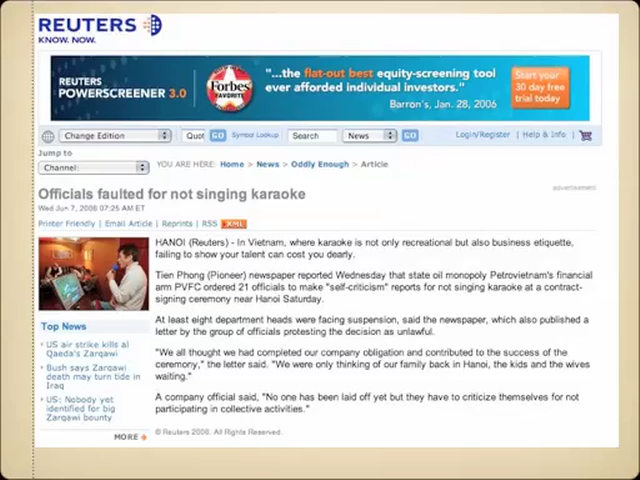 REUTERS
KNOW. NOW.
REUTERS
POWERSCREENER 3.0
Forbes
FAVORITE
"...the flat-out best equity-screening tool
ever afforded individual investors."
Barron's, Jan. 28, 2006
Start your
30 day free
trial today
Change Edition
Quot
GO
Symbol Lookup
Search
News
GO
Login/Register | Help & Info |
Jump to
Channel:
YOU ARE HERE: Home > News > Oddly Enough > Article
Officials faulted for not singing karaoke
advertisement
Wed Jun 7, 2006 07:25 AM ET
Printer Friendly | Email Article | Reprints | RSS XML
HANOI (Reuters) - In Vietnam, where karaoke is not only recreational but also business etiquette,
failing to show your talent can cost you dearly.
Tien Phong (Pioneer) newspaper reported Wednesday that state oil monopoly Petrovietnam's financial
arm PVFC ordered 21 officials to make "self-criticism" reports for not singing karaoke at a contract-
signing ceremony near Hanoi Saturday.
At least eight department heads were facing suspension, said the newspaper, which also published a
letter by the group of officials protesting the decision as unlawful.
"We all thought we had completed our company obligation and contributed to the success of the
ceremony," the letter said. "We were only thinking of our family back in Hanoi, the kids and the wives
waiting."
A company official said, "No one has been laid off yet but they have to criticize themselves for not
participating in collective activities."
© Reuters 2006. All Rights Reserved.
Top News
US air strike kills al
Qaeda's Zarqawi
Bush says Zarqawi
death may turn tide in
Iraq
US: Nobody yet
identified for big
Zarqawi bounty
MORE